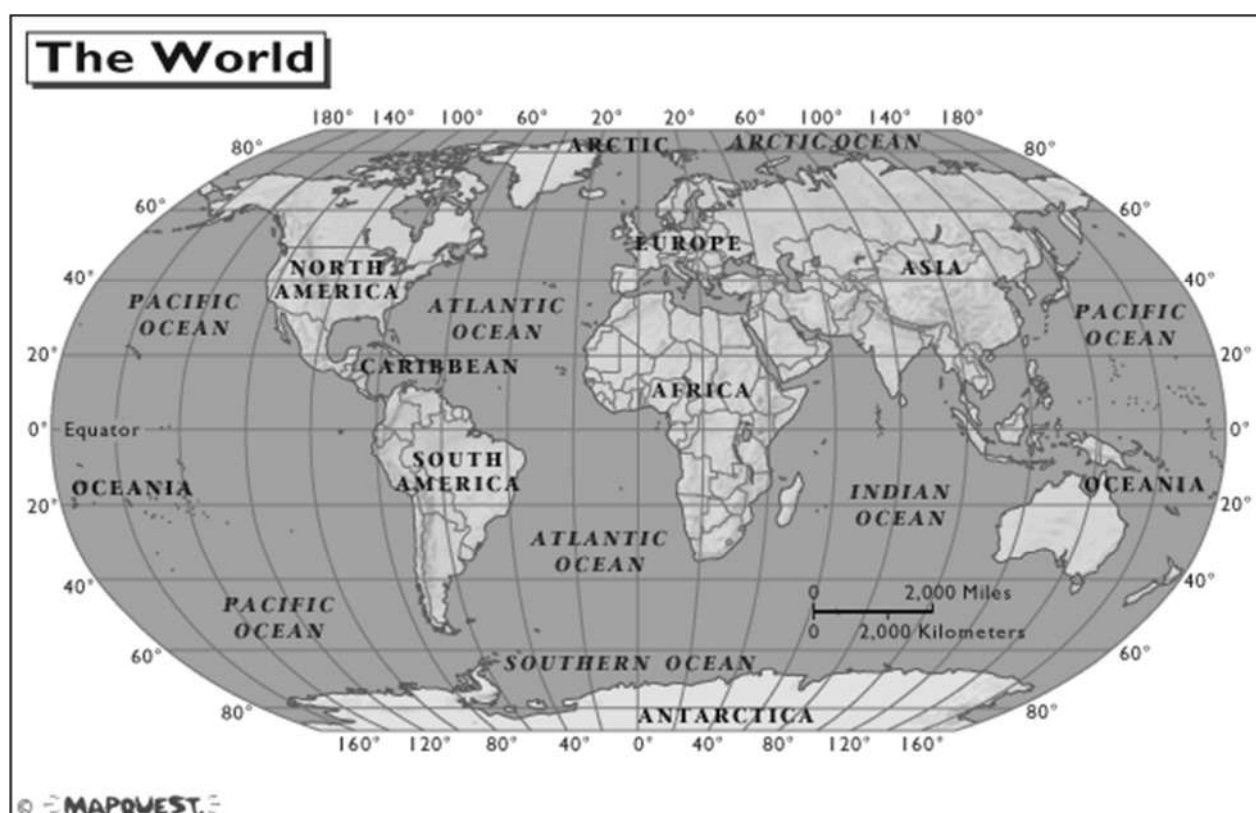 The World
180° 140° 100° 60° 20° 20° 60° 100° 140° 180°
ARCTIC
ARCTIC OCEAN
80° 80°
60° 60°
EUROPE
NORTH
AMERICA
ASIA
40° 40°
PACIFIC
OCEAN
ATLANTIC
OCEAN
PACIFIC
OCEAN
20° 20°
CARIBBEAN
AFRICA
0° Equator 0°
SOUTH
AMERICA
OCEANIA
OCEANIA
INDIAN
OCEAN
20° 20°
ATLANTIC
OCEAN
40° 40°
0 2,000 Miles
0 2,000 Kilometers
PACIFIC
OCEAN
60° 60°
SOUTHERN OCEAN
80° 80°
ANTARCTICA
160° 120° 80° 40° 0° 40° 80° 120° 160°
© MAPQUEST.